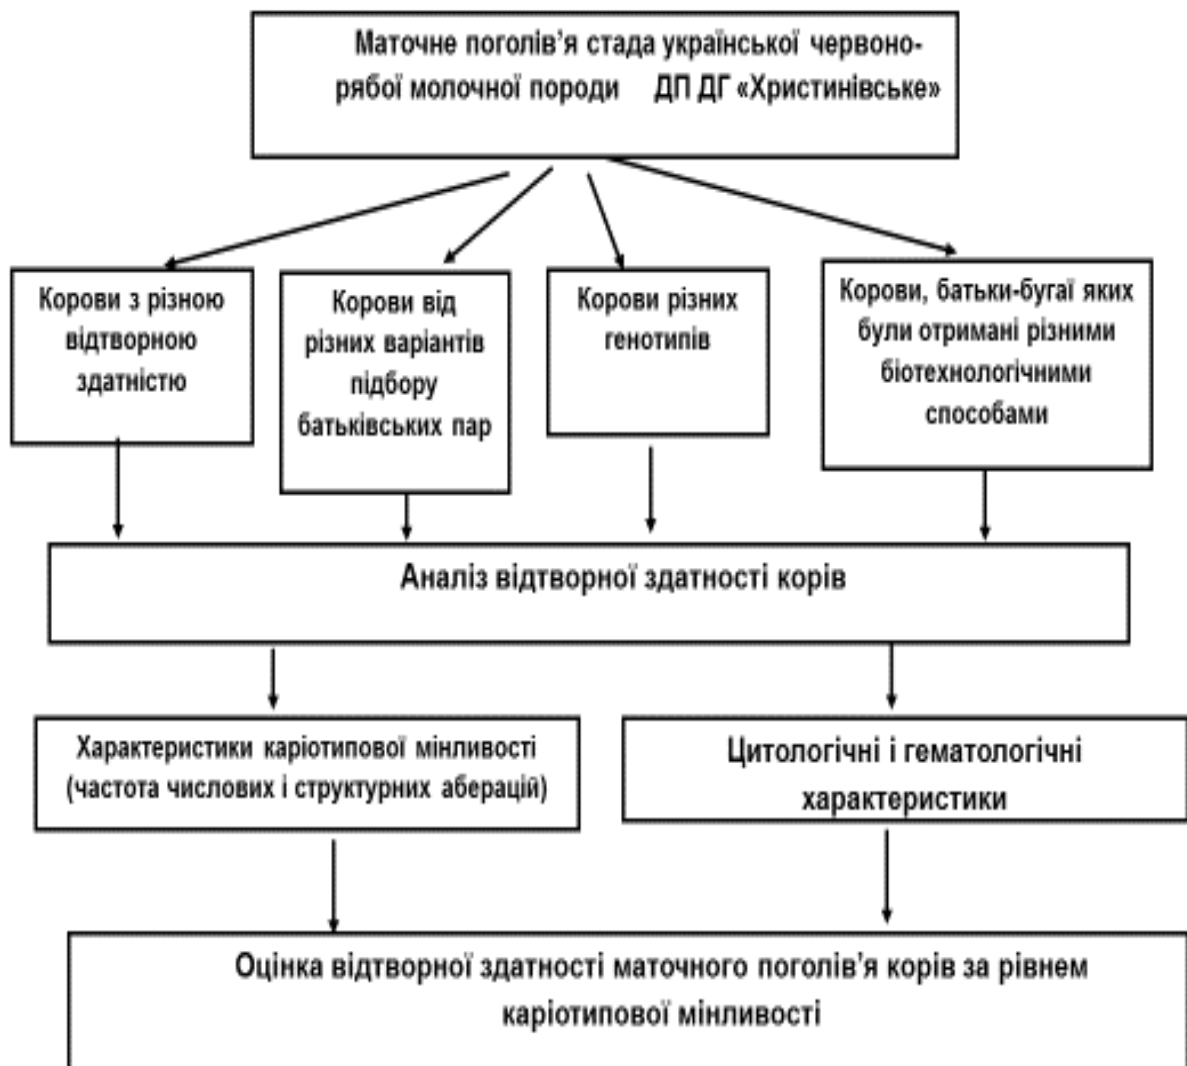 Маточне поголів’я стада української червоно-
рябої молочної породи ДП ДГ «Христинівське»
Корови з різною
відтворною
здатністю
Корови від
різних варіантів
підбору
батьківських пар
Корови різних
генотипів
Корови, батьки-бугаї яких
були отримані різними
біотехнологічними
способами
Аналіз відтворної здатності корів
Характеристики каріотипової мінливості
(частота числових і структурних аберацій)
Цитологічні і гематологічні
характеристики
Оцінка відтворної здатності маточного поголів’я корів за рівнем
каріотипової мінливості